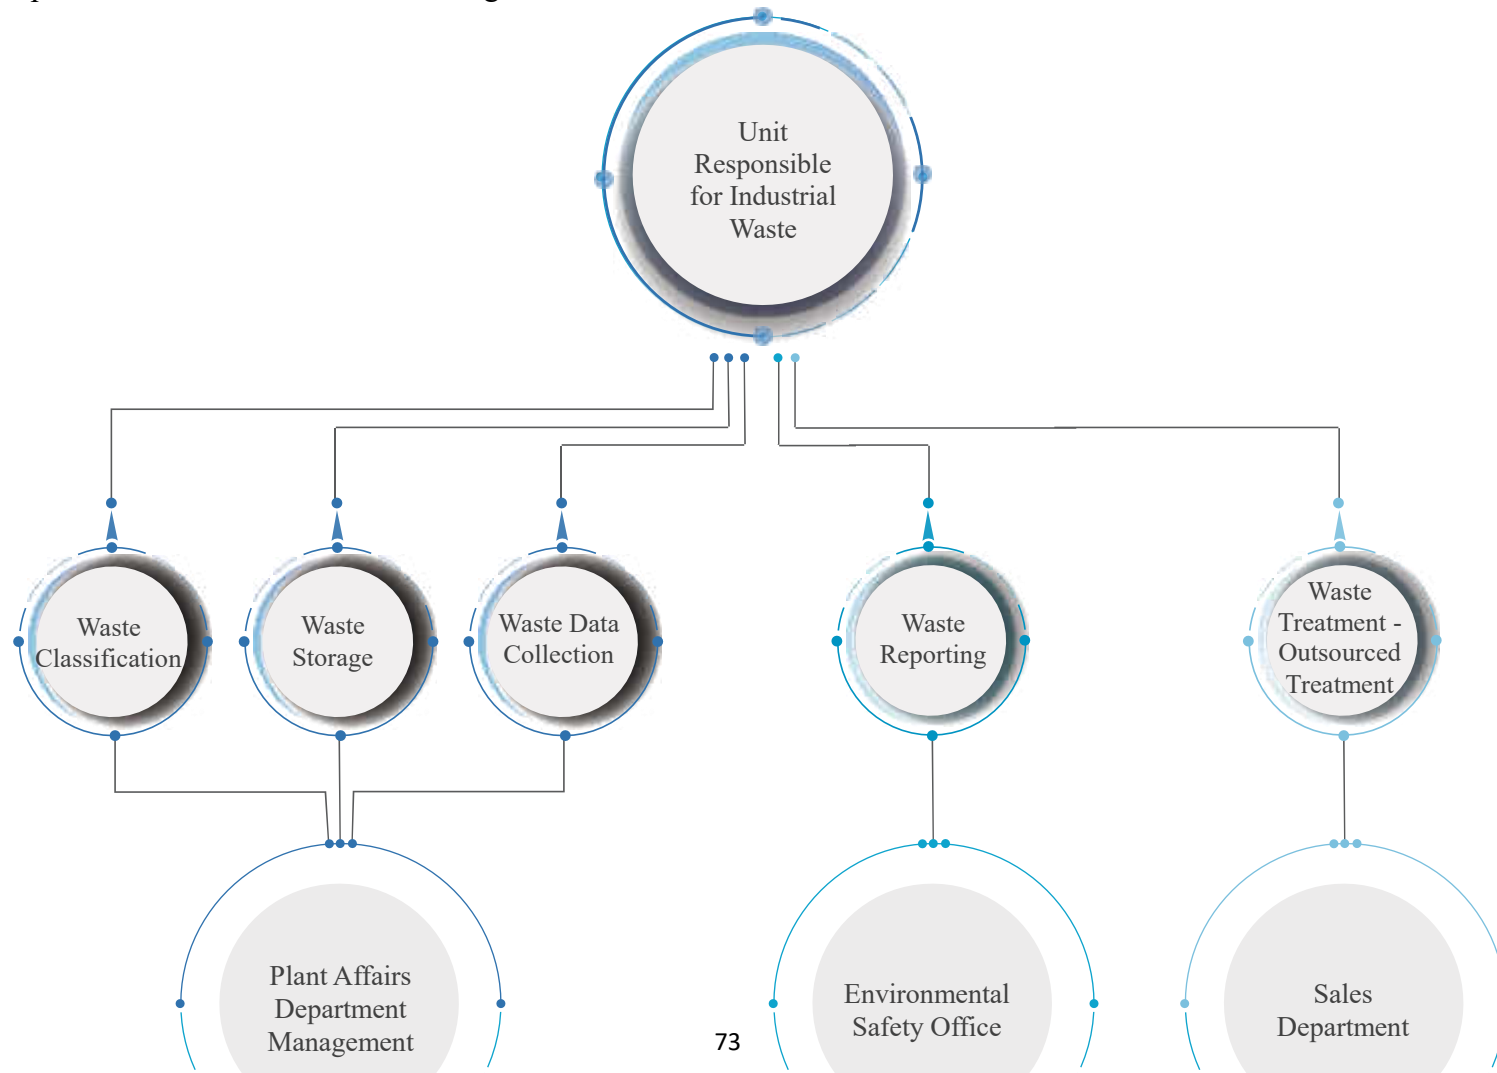 Unit
Responsible
for Industrial
Waste
Waste
Classification
Waste
Storage
Waste Data
Collection
Waste
Reporting
Waste
Treatment -
Outsourced
Treatment
Plant Affairs
Department
Management
Environmental
Safety Office
Sales
Department
73